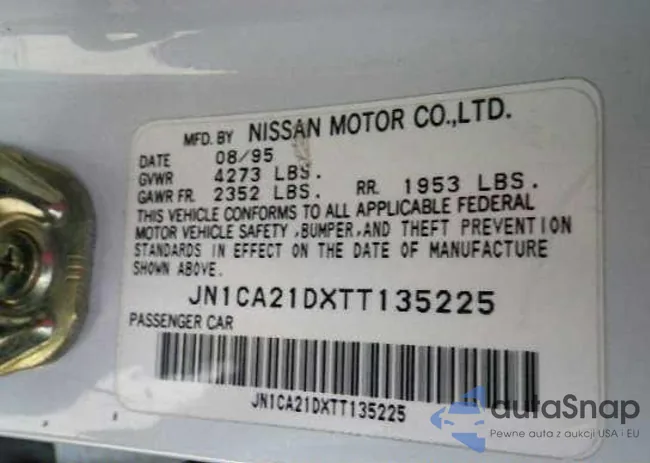 MFD. BY NISSAN MOTOR CO.,LTD.
DATE 08/95
GVWR 4273 LBS.
GAWR FR. 2352 LBS. RR. 1953 LBS.
THIS VEHICLE CONFORMS TO ALL APPLICABLE FEDERAL
MOTOR VEHICLE SAFETY ,BUMPER,AND THEFT PREVENTION
STANDARDS IN EFFECT ON THE DATE OF MANUFACTURE
SHOWN ABOVE.
JN1CA21DXTT135225
PASSENGER CAR
JN1CA21DXTT135225
autaSnap
Pewne auta z aukcji USA i EU